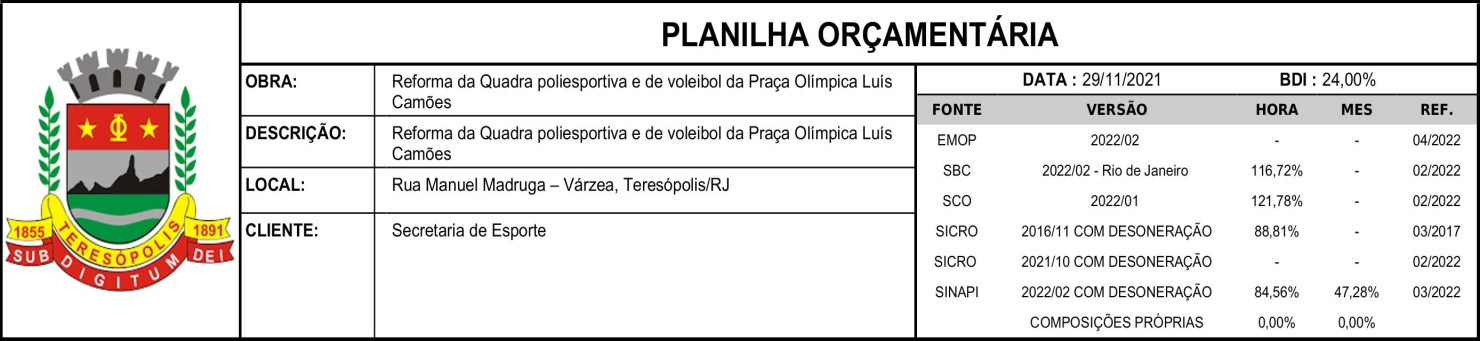 PLANILHA ORÇAMENTÁRIA
OBRA: Reforma da Quadra poliesportiva e de voleibol da Praça Olímpica Luís
Camões
DESCRIÇÃO: Reforma da Quadra poliesportiva e de voleibol da Praça Olímpica Luís
Camões
LOCAL: Rua Manuel Madruga – Várzea, Teresópolis/RJ
CLIENTE: Secretaria de Esporte
DATA : 29/11/2021 BDI : 24,00%
FONTE VERSÃO HORA MES REF.
EMOP 2022/02 - - 04/2022
SBC 2022/02 - Rio de Janeiro 116,72% - 02/2022
SCO 2022/01 121,78% - 02/2022
SICRO 2016/11 COM DESONERAÇÃO 88,81% - 03/2017
SICRO 2021/10 COM DESONERAÇÃO - - 02/2022
SINAPI 2022/02 COM DESONERAÇÃO 84,56% 47,28% 03/2022
COMPOSIÇÕES PRÓPRIAS 0,00% 0,00%
1855 TERESÓPOLIS 1891
SUB DIGITUM DEI